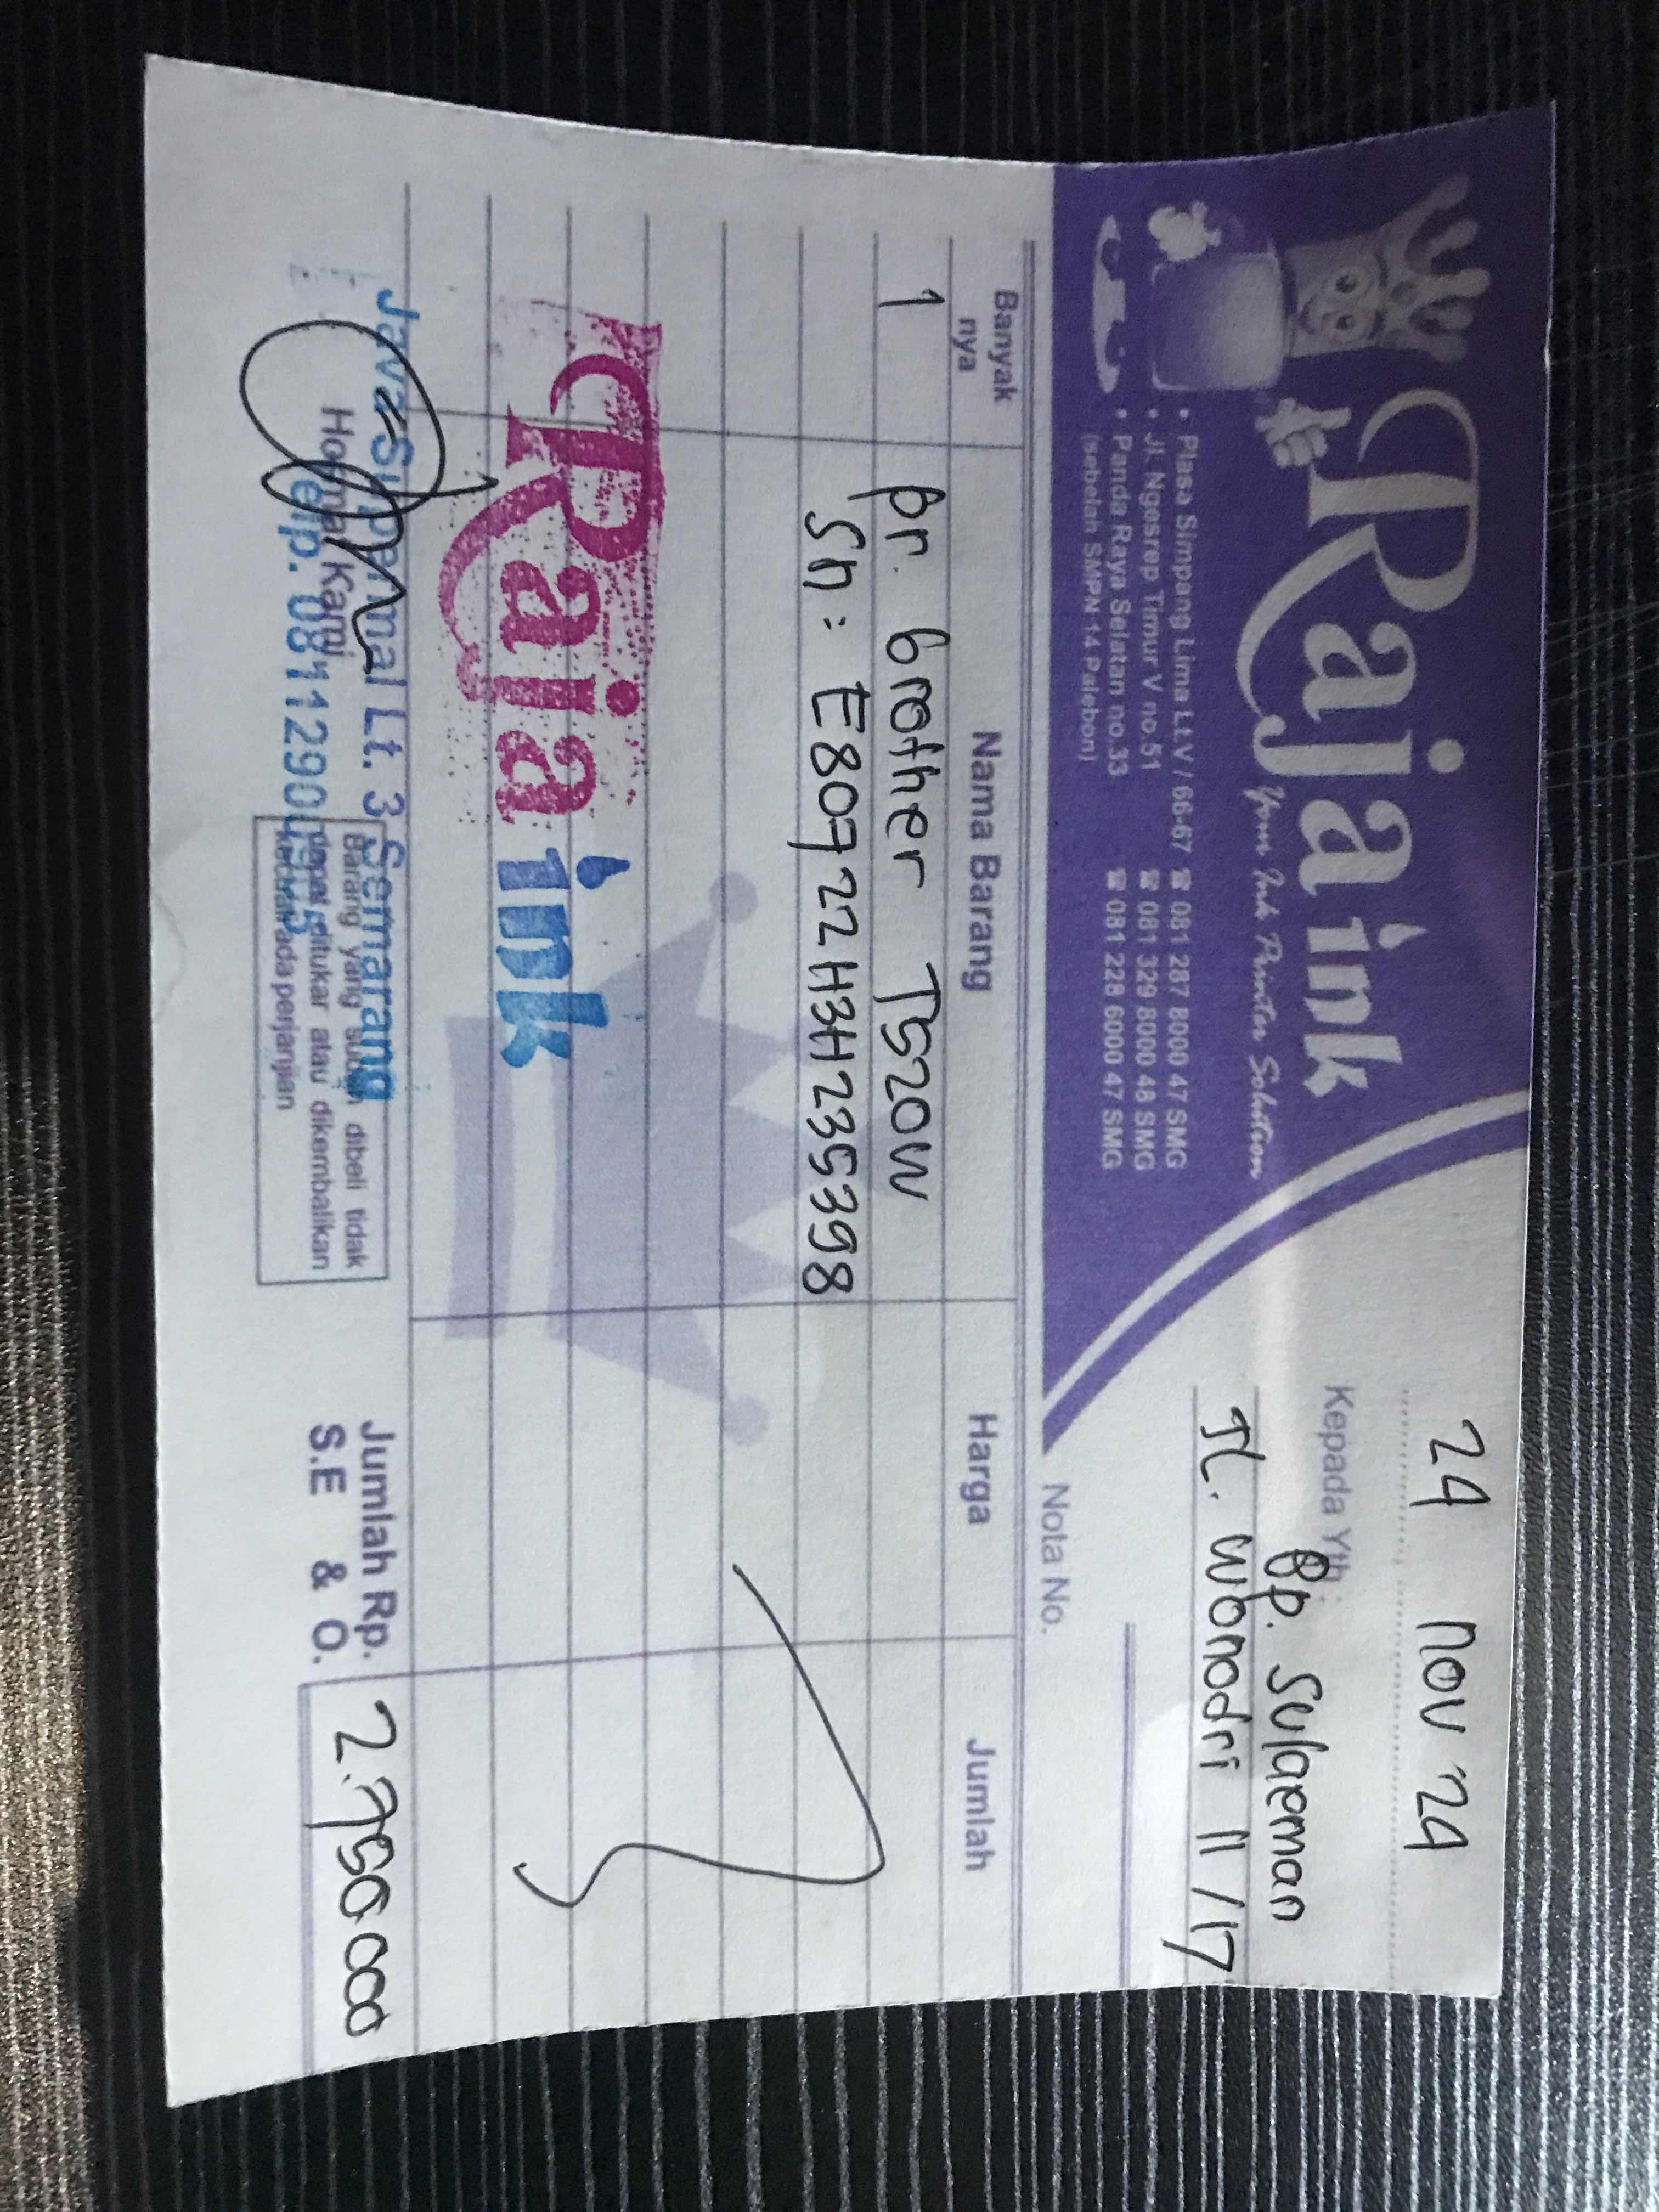 Raja ink
Your Ink Printer Solution
• Plasa Simpang Lima Lt.V / 66-67 ☎ 081 287 8000 47 SMG
• Jl. Ngesrep Timur V no.51 ☎ 081 329 8000 48 SMG
• Panda Raya Selatan no.33 ☎ 081 228 6000 47 SMG
(sebelah SMPN 14 Palebon)
24 nov '24
Kepada Yth:
Bp. Sulaeman
Jl. Wonodri 11/17
Nota No.
Banyak nya Nama Barang Harga Jumlah
1 pr. brother T520W
Sn: E80722H3H235398
Raja ink
Java Supermal Lt. 3 Semarang
Hormat Kami
Barang yang sudah dibeli tidak
dapat ditukar atau dikembalikan
kecuali ada perjanjian
Jumlah Rp. 2.750 000
S.E & O.